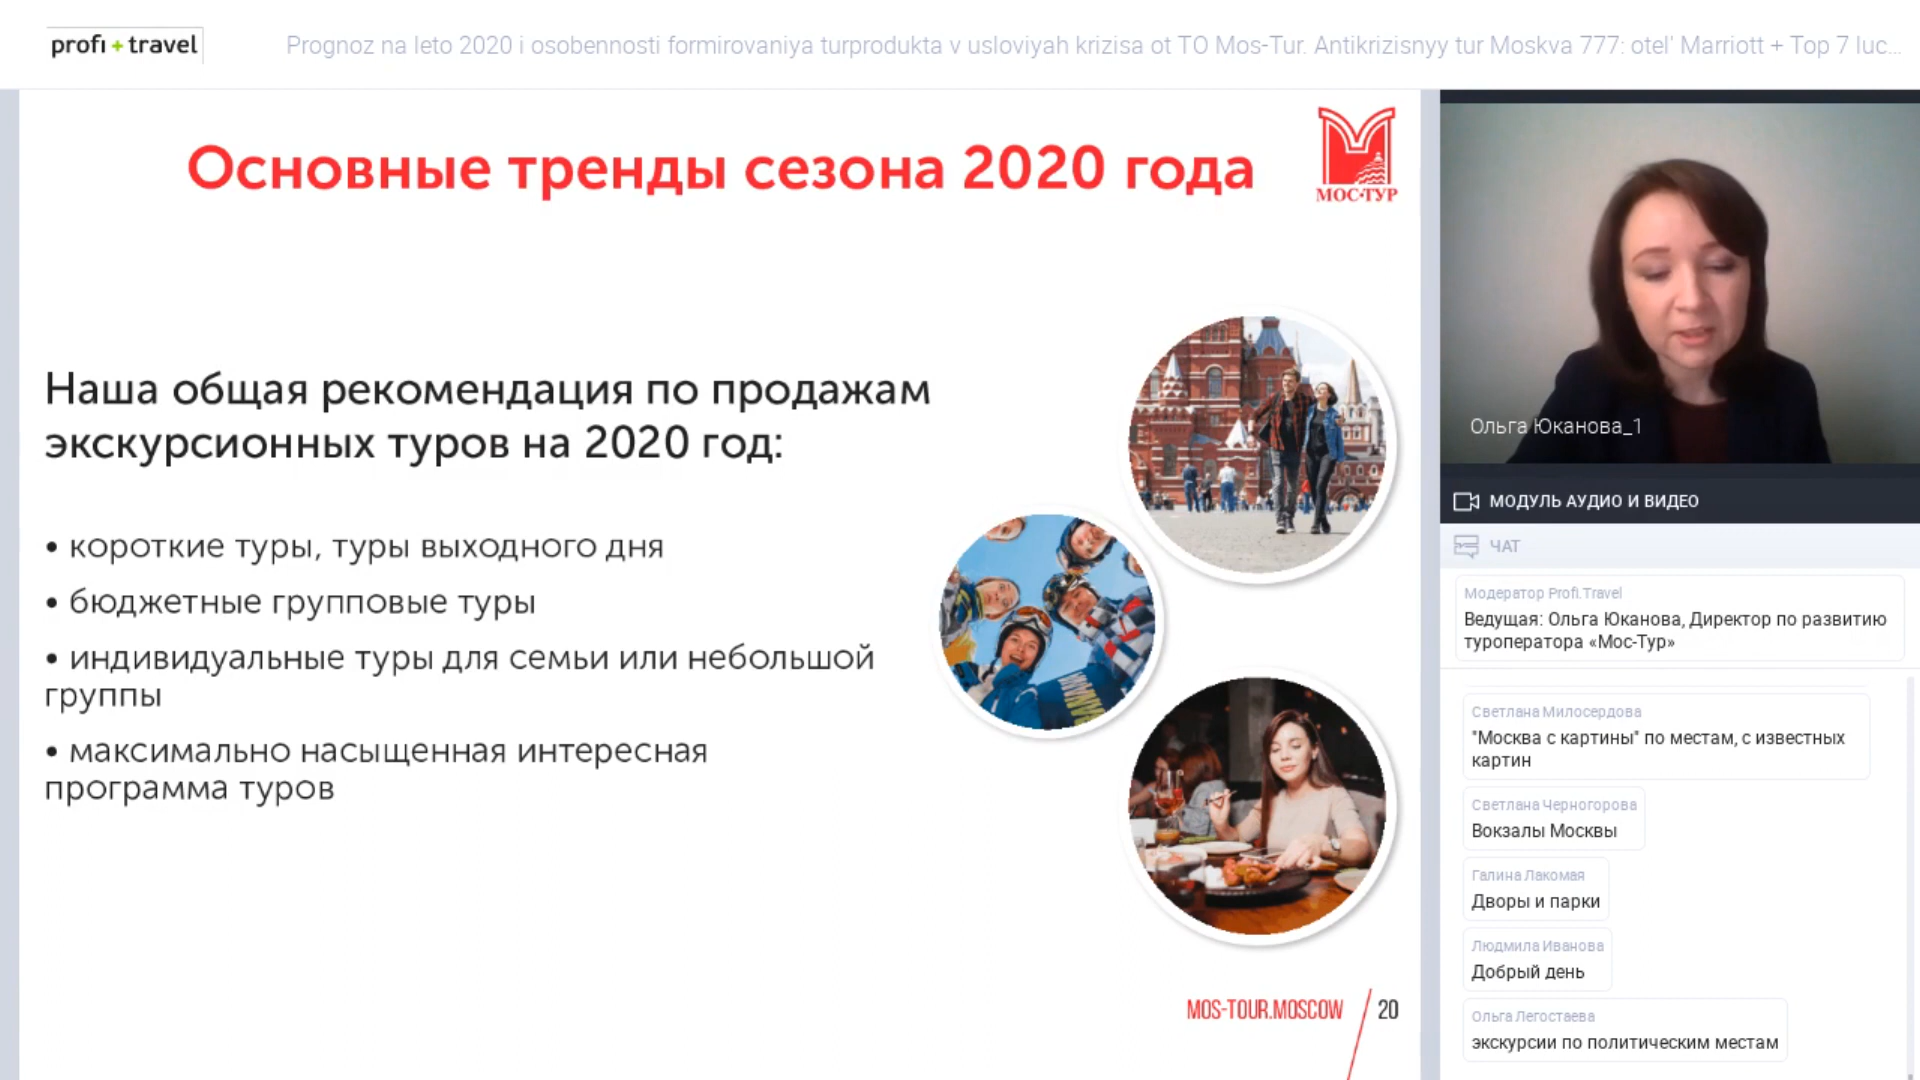 profi + travel
Prognoz na leto 2020 i osobennosti formirovaniya turprodukta v usloviyah krizisa ot TO Mos-Tur. Antikrizisnyy tur Moskva 777: otel' Marriott + Top 7 luc...
Основные тренды сезона 2020 года
МОС-ТУР
Наша общая рекомендация по продажам
экскурсионных туров на 2020 год:
• короткие туры, туры выходного дня
• бюджетные групповые туры
• индивидуальные туры для семьи или небольшой
группы
• максимально насыщенная интересная
программа туров
MOS-TOUR.MOSCOW
20
Ольга Юканова_1
МОДУЛЬ АУДИО И ВИДЕО
ЧАТ
Модератор Profi.Travel
Ведущая: Ольга Юканова, Директор по развитию
туроператора «Мос-Тур»
Светлана Милосердова
"Москва с картины" по местам, с известных
картин
Светлана Черногорова
Вокзалы Москвы
Галина Лакомая
Дворы и парки
Людмила Иванова
Добрый день
Ольга Легостаева
экскурсии по политическим местам